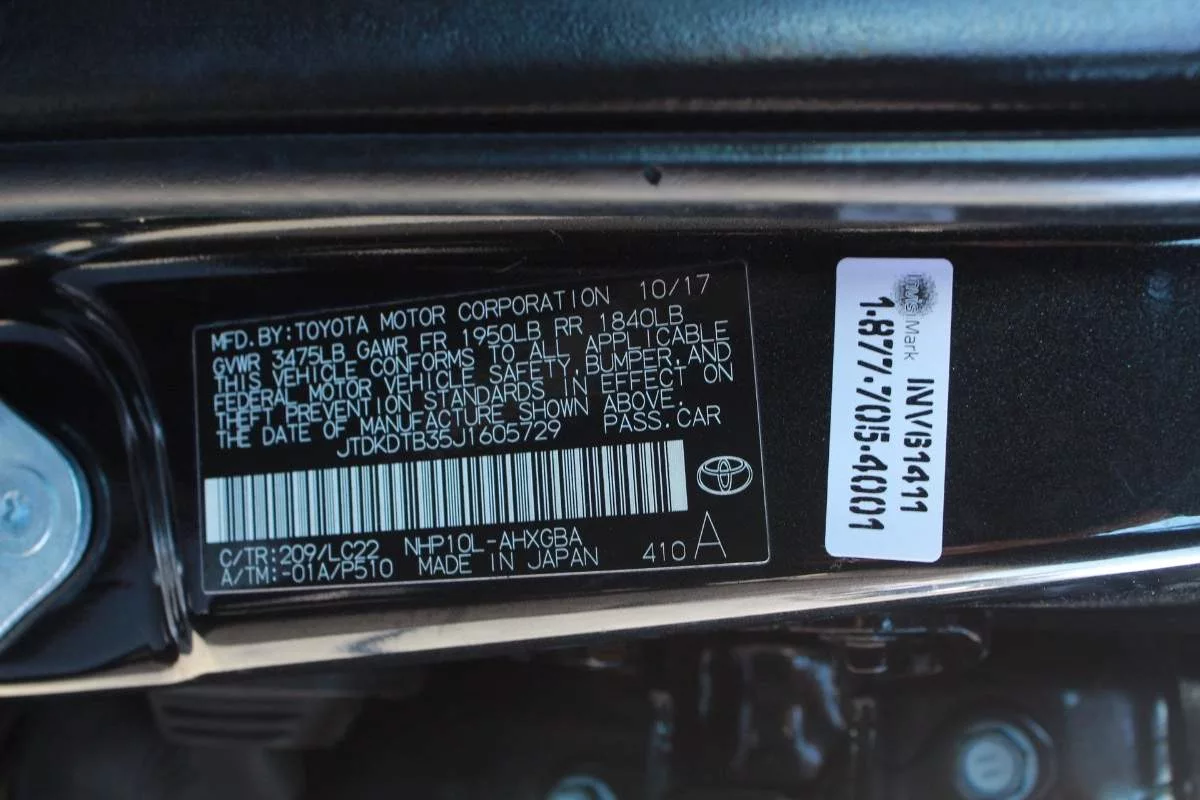 MFD. BY: TOYOTA MOTOR CORPORATION 10/17
GVWR 3475LB GAWR FR 1950LB RR 1840LB
THIS VEHICLE CONFORMS TO ALL APPLICABLE
FEDERAL MOTOR VEHICLE SAFETY, BUMPER, AND
THEFT PREVENTION STANDARDS IN EFFECT ON
THE DATE OF MANUFACTURE SHOWN ABOVE.
JTDKDTB35J1605729 PASS.CAR
C/TR:209/LC22 NHP10L-AHXGBA
A/TM:-01A/P510 MADE IN JAPAN 410 A
Mark
1·877·705·4001